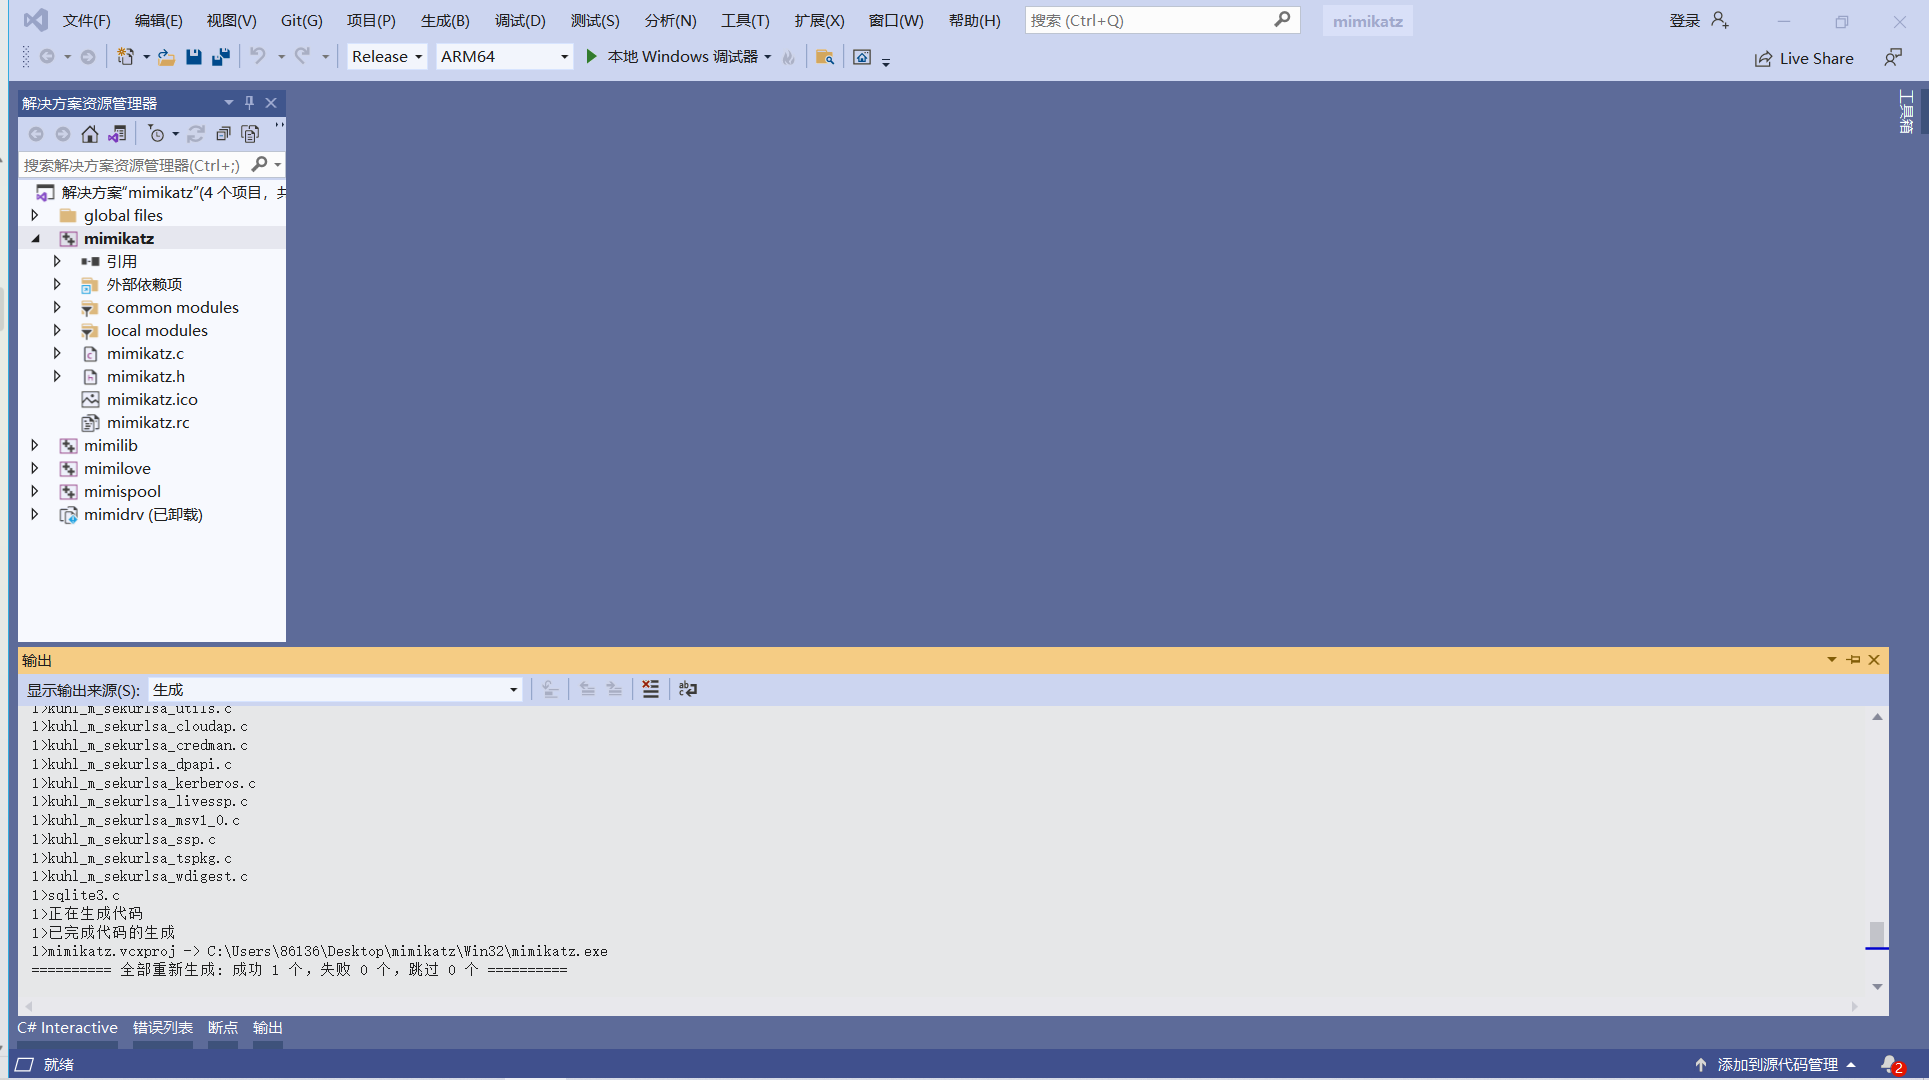 文件(F) 编辑(E) 视图(V) Git(G) 项目(P) 生成(B) 调试(D) 测试(S) 分析(N) 工具(T) 扩展(X) 窗口(W) 帮助(H) 搜索 (Ctrl+Q) mimikatz 登录
Release ARM64 本地 Windows 调试器 Live Share
工具箱
解决方案资源管理器
搜索解决方案资源管理器(Ctrl+;)
解决方案"mimikatz"(4 个项目，共
global files
mimikatz
引用
外部依赖项
common modules
local modules
mimikatz.c
mimikatz.h
mimikatz.ico
mimikatz.rc
mimilib
mimilove
mimispool
mimidrv (已卸载)
输出
显示输出来源(S): 生成
1>kuhl_m_sekurlsa_utils.c
1>kuhl_m_sekurlsa_cloudap.c
1>kuhl_m_sekurlsa_credman.c
1>kuhl_m_sekurlsa_dpapi.c
1>kuhl_m_sekurlsa_kerberos.c
1>kuhl_m_sekurlsa_livessp.c
1>kuhl_m_sekurlsa_msv1_0.c
1>kuhl_m_sekurlsa_ssp.c
1>kuhl_m_sekurlsa_tspkg.c
1>kuhl_m_sekurlsa_wdigest.c
1>sqlite3.c
1>正在生成代码
1>已完成代码的生成
1>mimikatz.vcxproj -> C:\Users\86136\Desktop\mimikatz\Win32\mimikatz.exe
========== 全部重新生成: 成功 1 个，失败 0 个，跳过 0 个 ==========
C# Interactive 错误列表 断点 输出
就绪 添加到源代码管理 2